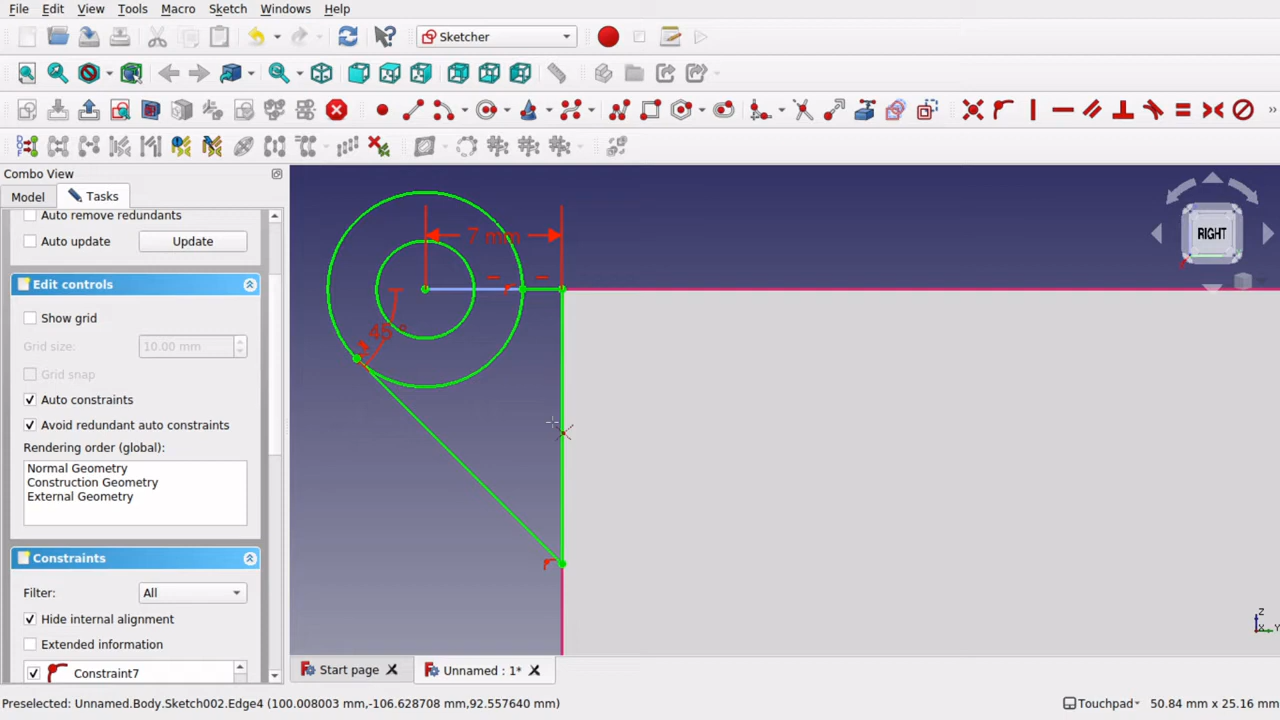 File Edit View Tools Macro Sketch Windows Help
Sketcher
Combo View
Model Tasks
Auto remove redundants
Auto update Update
Edit controls
Show grid
Grid size: 10.00 mm
Grid snap
Auto constraints
Avoid redundant auto constraints
Rendering order (global):
Normal Geometry
Construction Geometry
External Geometry
Constraints
Filter: All
Hide internal alignment
Extended information
Constraint7
7 mm
45 °
RIGHT
Z
X Y
Start page Unnamed : 1*
Preselected: Unnamed.Body.Sketch002.Edge4 (100.008003 mm,-106.628708 mm,92.557640 mm) Touchpad 50.84 mm x 25.16 mm